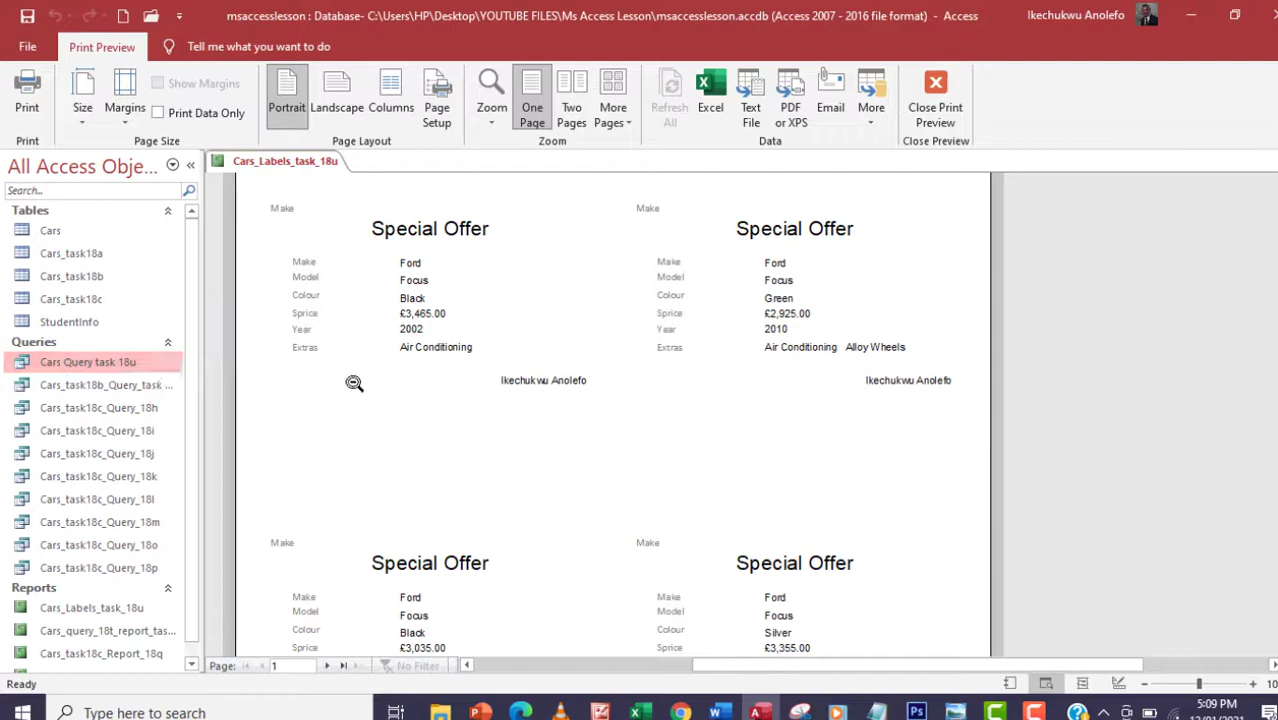 msaccesslesson : Database- C:\Users\HP\Desktop\YOUTUBE FILES\Ms Access Lesson\msaccesslesson.accdb (Access 2007 - 2016 file format) - Access
Ikechukwu Anolefo
File
Print Preview
Tell me what you want to do
Print
Size
Margins
Show Margins
Print Data Only
Portrait
Landscape
Columns
Page Setup
Zoom
One Page
Two Pages
More Pages
Refresh All
Excel
Text File
PDF or XPS
Email
More
Close Print Preview
Print
Page Size
Page Layout
Zoom
Data
Close Preview
All Access Obje...
Search...
Tables
Cars
Cars_task18a
Cars_task18b
Cars_task18c
StudentInfo
Queries
Cars Query task 18u
Cars_task18b_Query_task ...
Cars_task18c_Query_18h
Cars_task18c_Query_18i
Cars_task18c_Query_18j
Cars_task18c_Query_18k
Cars_task18c_Query_18l
Cars_task18c_Query_18m
Cars_task18c_Query_18o
Cars_task18c_Query_18p
Reports
Cars_Labels_task_18u
Cars_query_18t_report_tas...
Cars_task18c_Report_18q
Cars_Labels_task_18u
Make
Special Offer
Make Ford
Model Focus
Colour Black
Sprice £3,465.00
Year 2002
Extras Air Conditioning
Ikechukwu Anolefo
Make
Special Offer
Make Ford
Model Focus
Colour Green
Sprice £2,925.00
Year 2010
Extras Air Conditioning Alloy Wheels
Ikechukwu Anolefo
Make
Special Offer
Make Ford
Model Focus
Colour Black
Sprice £3,035.00
Make
Special Offer
Make Ford
Model Focus
Colour Silver
Sprice £3,355.00
Page: 1
No Filter
Ready
10
Type here to search
5:09 PM